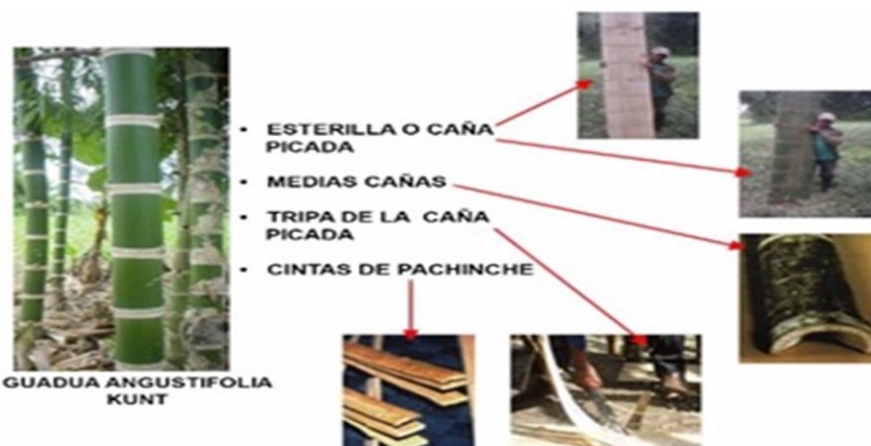 • ESTERILLA O CAÑA
PICADA
• MEDIAS CAÑAS
• TRIPA DE LA CAÑA
PICADA
• CINTAS DE PACHINCHE
GUADUA ANGUSTIFOLIA
KUNT